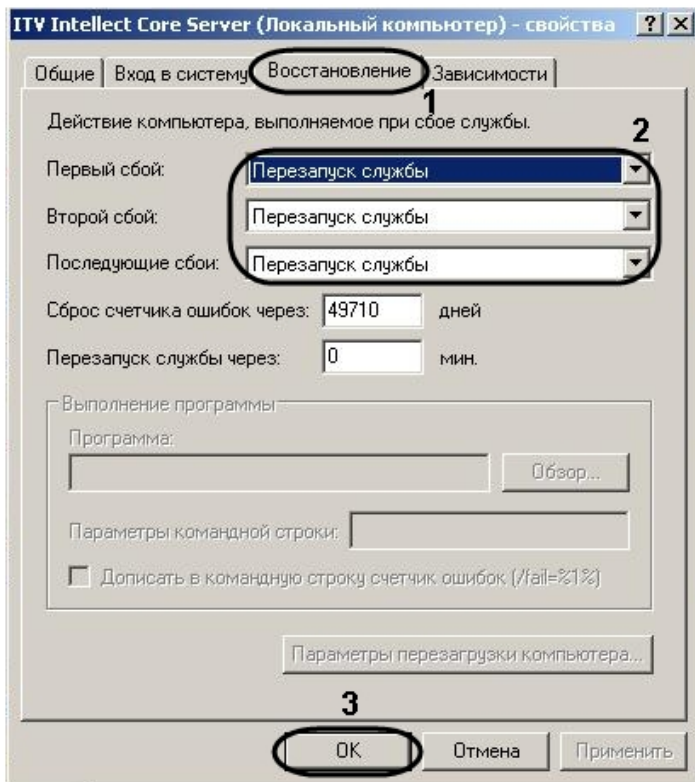 ITV Intellect Core Server (Локальный компьютер) - свойства ? ×
Общие Вход в систему Восстановление Зависимости
1
Действие компьютера, выполняемое при сбое службы.
2
Первый сбой: Перезапуск службы
Второй сбой: Перезапуск службы
Последующие сбои: Перезапуск службы
Сброс счетчика ошибок через: 49710 дней
Перезапуск службы через: 0 мин.
Выполнение программы
Программа:
Обзор...
Параметры командной строки:
Дописать в командную строку счетчик ошибок (/fail=%1%)
Параметры перезагрузки компьютера...
3
OK Отмена Применить